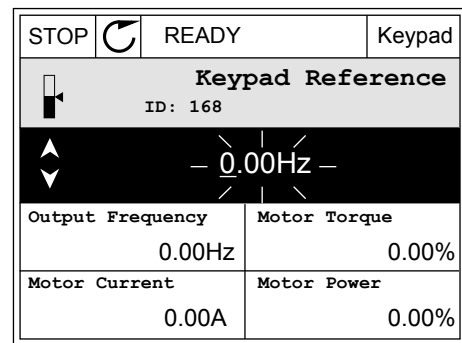 STOP READY Keypad
Keypad Reference
ID: 168
0.00Hz
Output Frequency Motor Torque
0.00Hz 0.00%
Motor Current Motor Power
0.00A 0.00%